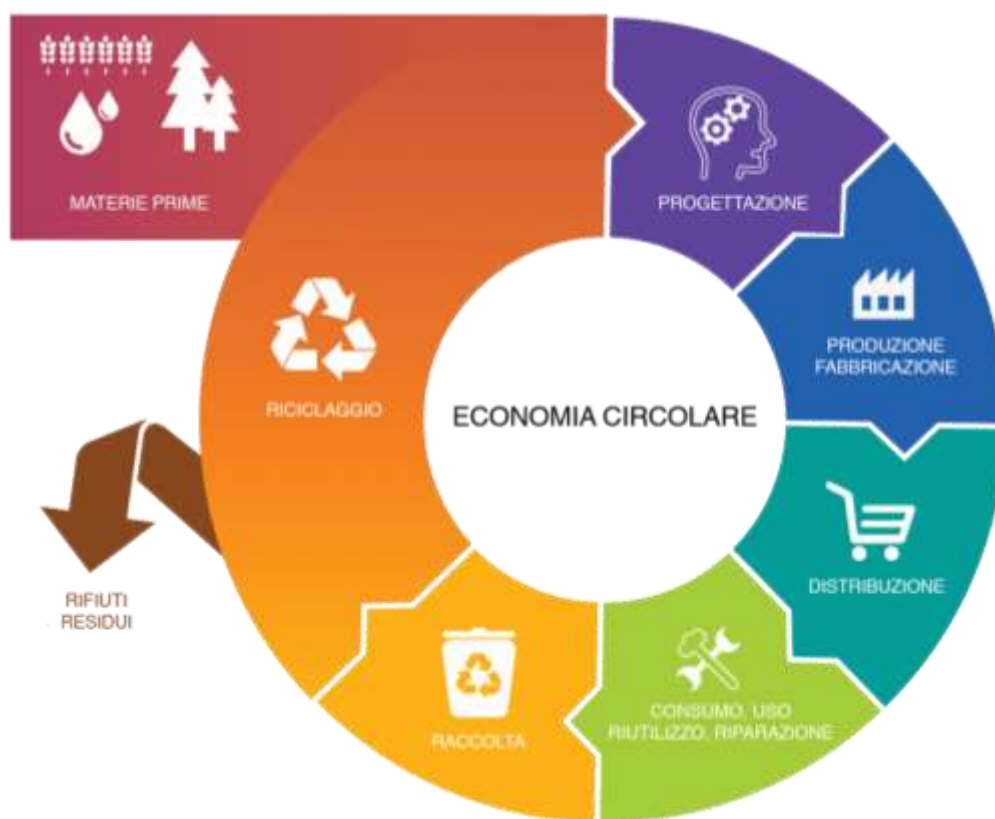 MATERIE PRIME
PROGETTAZIONE
PRODUZIONE
FABBRICAZIONE
RICICLAGGIO
ECONOMIA CIRCOLARE
DISTRIBUZIONE
RIFIUTI
RESIDUI
CONSUMO, USO
RIUTILIZZO, RIPARAZIONE
RACCOLTA